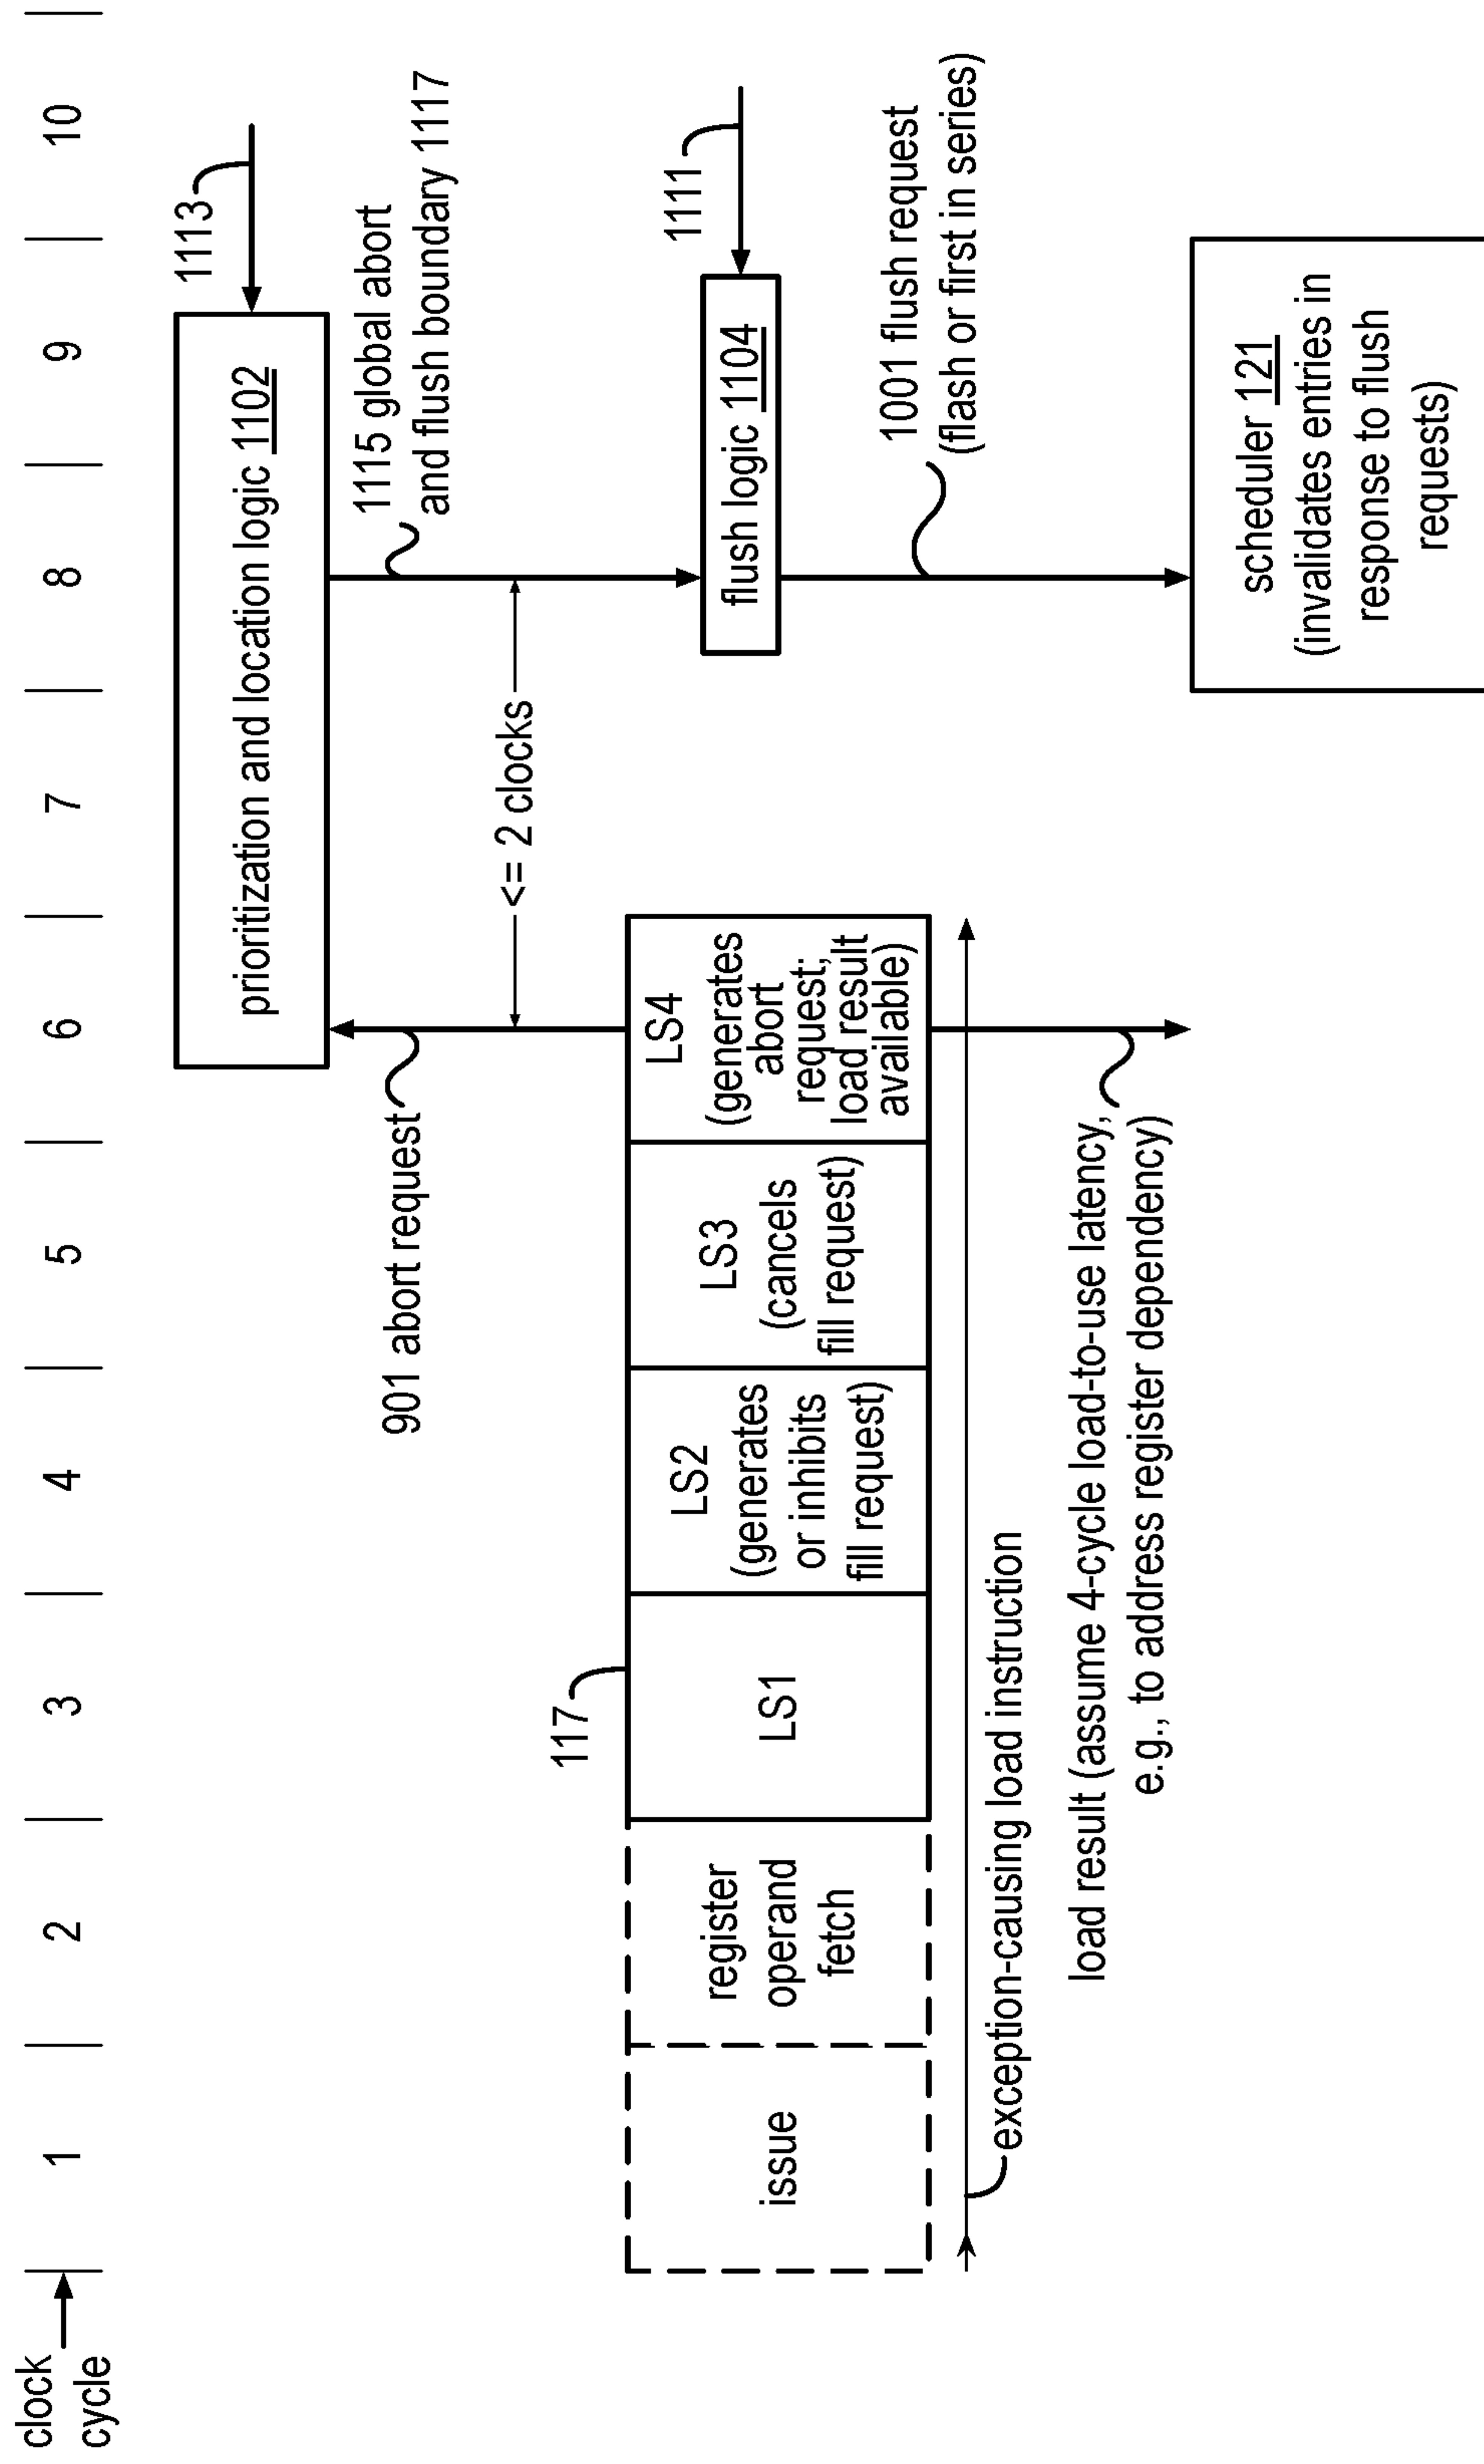 clock
cycle
1
2
3
4
5
6
7
8
9
10
1113
prioritization and location logic 1102
1115 global abort
and flush boundary 1117
901 abort request
<= 2 clocks
1111
flush logic 1104
117
issue
register
operand
fetch
LS1
LS2
(generates
or inhibits
fill request)
LS3
(cancels
fill request)
LS4
(generates
abort
request;
load result
available)
1001 flush request
(flash or first in series)
exception-causing load instruction
load result (assume 4-cycle load-to-use latency,
e.g., to address register dependency)
scheduler 121
(invalidates entries in
response to flush
requests)